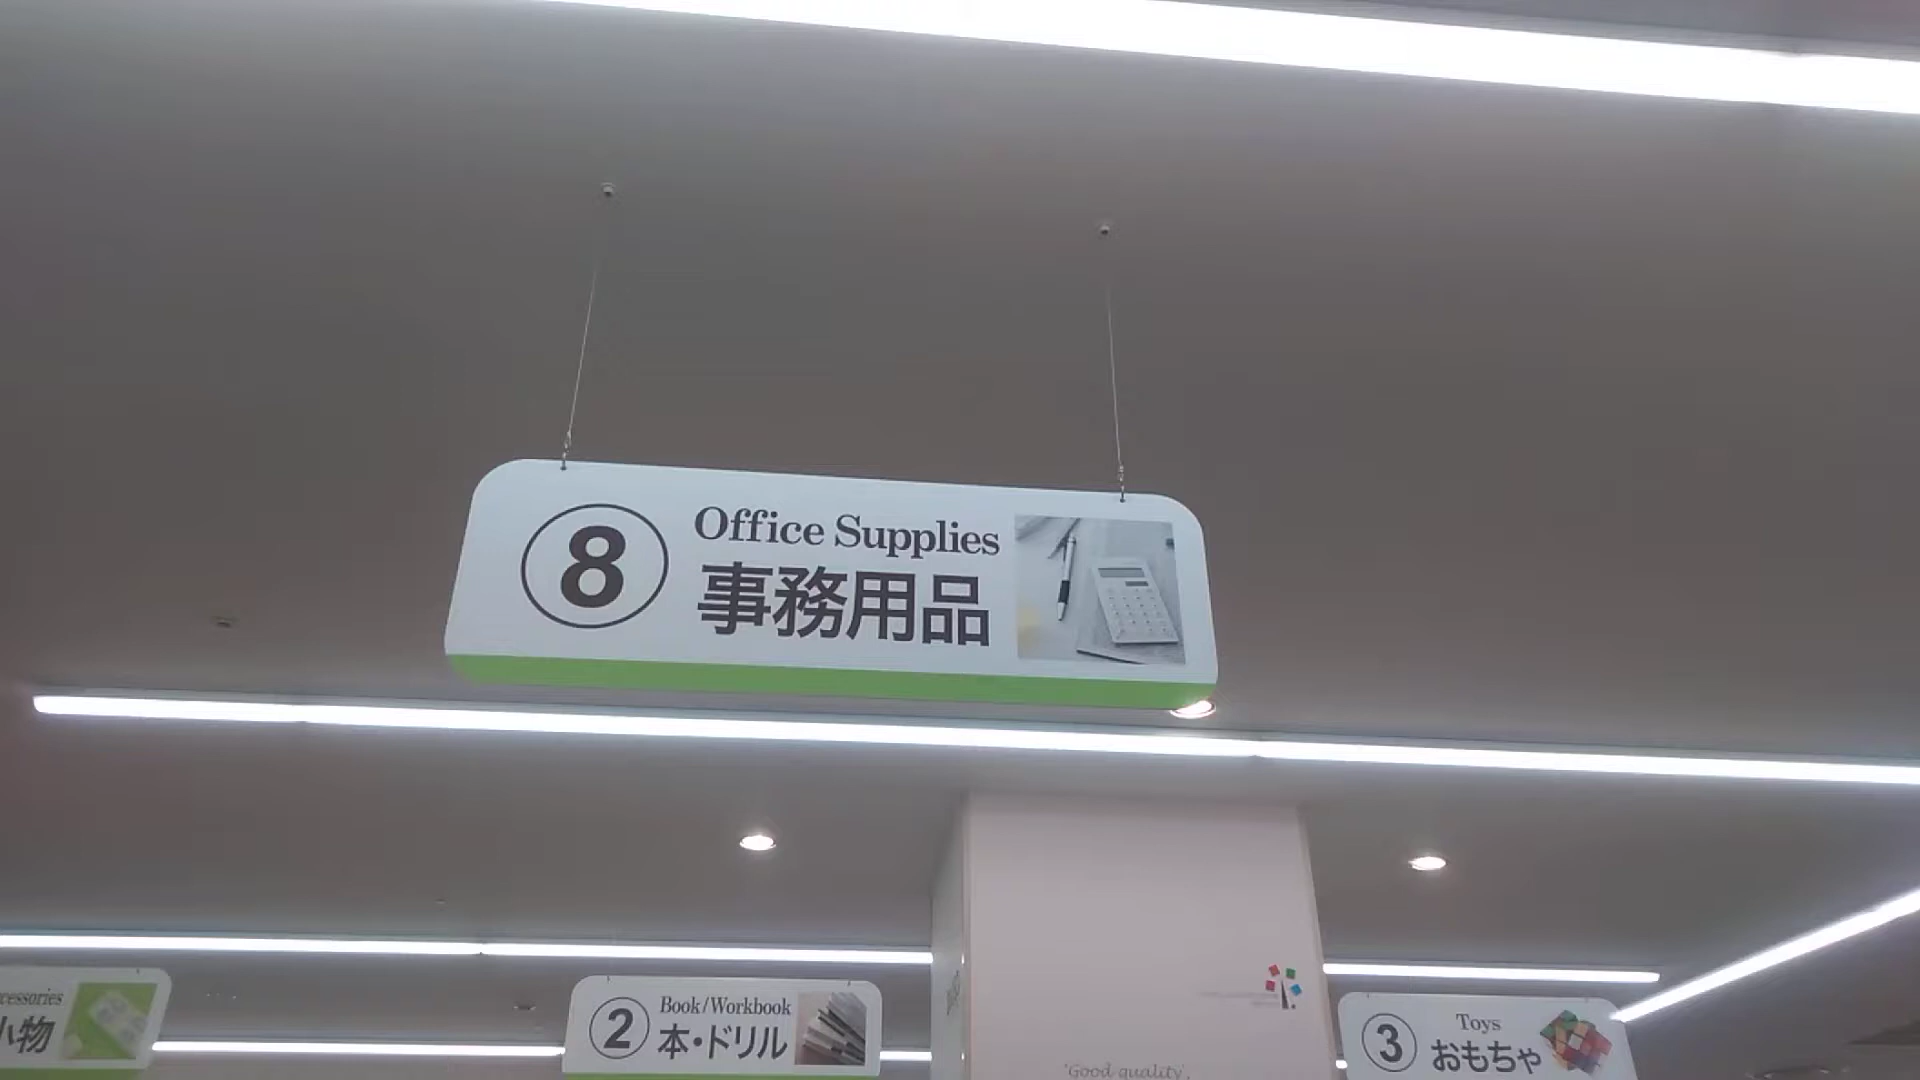 8
Office Supplies
事務用品
小物
2
Book/Workbook
本・ドリル
3
Toys
おもちゃ
'Good quality',